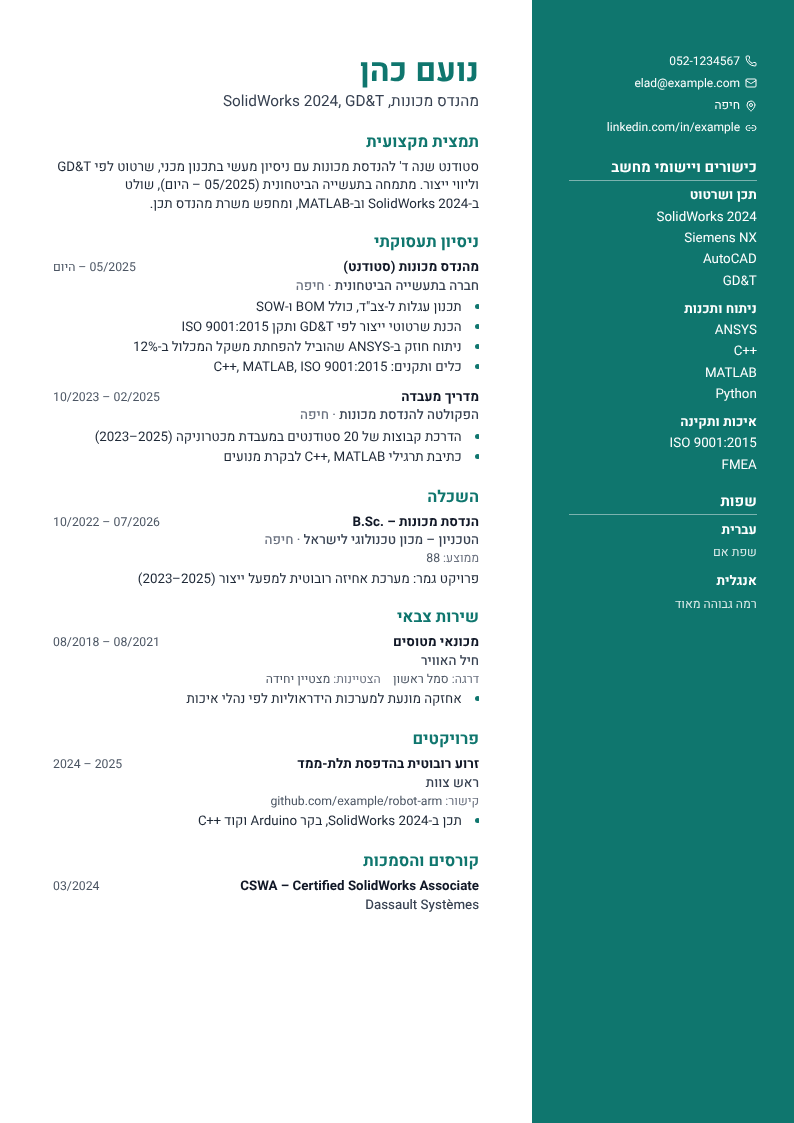 נועם כהן
מהנדס מכונות, SolidWorks 2024, GD&T
תמצית מקצועית
סטודנט שנה ד' להנדסת מכונות עם ניסיון מעשי בתכנון מכני, שרטוט לפי GD&T
וליווי ייצור. מתמחה בתעשייה הביטחונית (05/2025 – היום), שולט
ב-SolidWorks 2024 וב-MATLAB, ומחפש משרת מהנדס תכן.
ניסיון תעסוקתי
מהנדס מכונות (סטודנט) 05/2025 – היום
חברה בתעשייה הביטחונית · חיפה
• תכנון עגלות ל-צב"ד, כולל BOM ו-SOW
• הכנת שרטוטי ייצור לפי GD&T ותקן ISO 9001:2015
• ניתוח חוזק ב-ANSYS שהוביל להפחתת משקל המכלול ב-12%
• כלים ותקנים: C++, MATLAB, ISO 9001:2015
מדריך מעבדה 10/2023 – 02/2025
הפקולטה להנדסת מכונות · חיפה
• הדרכת קבוצות של 20 סטודנטים במעבדת מכטרוניקה (2023–2025)
• כתיבת תרגילי C++, MATLAB לבקרת מנועים
השכלה
הנדסת מכונות – B.Sc. 10/2022 – 07/2026
הטכניון – מכון טכנולוגי לישראל · חיפה
ממוצע: 88
פרויקט גמר: מערכת אחיזה רובוטית למפעל ייצור (2023–2025)
שירות צבאי
מכונאי מטוסים 08/2018 – 08/2021
חיל האוויר
דרגה: סמל ראשון הצטיינות: מצטיין יחידה
• אחזקה מונעת למערכות הידראוליות לפי נהלי איכות
פרויקטים
זרוע רובוטית בהדפסת תלת-ממד 2024 – 2025
ראש צוות
קישור: github.com/example/robot-arm
• תכן ב-SolidWorks 2024, בקר Arduino וקוד C++
קורסים והסמכות
CSWA – Certified SolidWorks Associate 03/2024
Dassault Systèmes
052-1234567
elad@example.com
חיפה
linkedin.com/in/example
כישורים ויישומי מחשב
תכן ושרטוט
SolidWorks 2024
Siemens NX
AutoCAD
GD&T
ניתוח ותכנות
ANSYS
C++
MATLAB
Python
איכות ותקינה
ISO 9001:2015
FMEA
שפות
עברית
שפת אם
אנגלית
רמה גבוהה מאוד